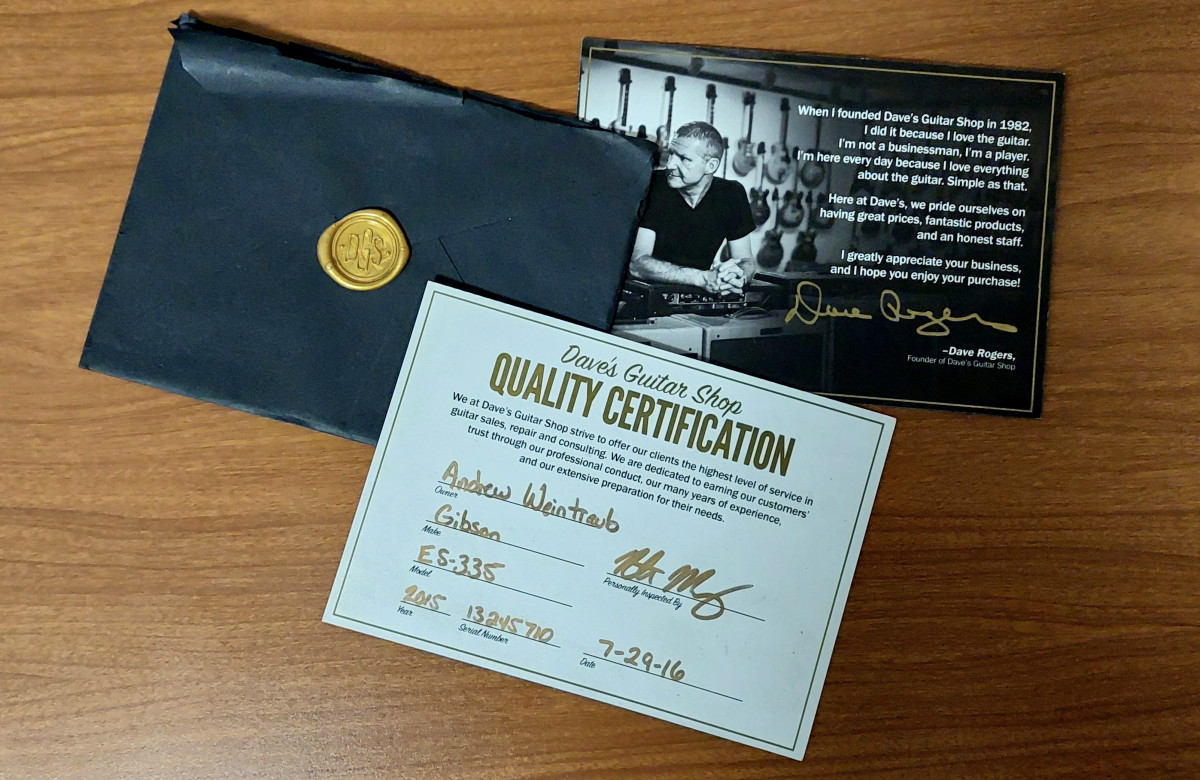 DGS
When I founded Dave's Guitar Shop in 1982,
I did it because I love the guitar.
I'm not a businessman, I'm a player.
I'm here every day because I love everything
about the guitar. Simple as that.
Here at Dave's, we pride ourselves on
having great prices, fantastic products,
and an honest staff.
I greatly appreciate your business,
and I hope you enjoy your purchase!
Dave Rogers
–Dave Rogers,
Founder of Dave's Guitar Shop
Dave's Guitar Shop
QUALITY CERTIFICATION
We at Dave's Guitar Shop strive to offer our clients the highest level of service in
guitar sales, repair and consulting. We are dedicated to earning our customers'
trust through our professional conduct, our many years of experience,
and our extensive preparation for their needs.
Andrew Weintraub
Owner
Gibson
Make
ES-335
Model
Personally Inspected By
2015
Year
13245710
Serial Number
7-29-16
Date